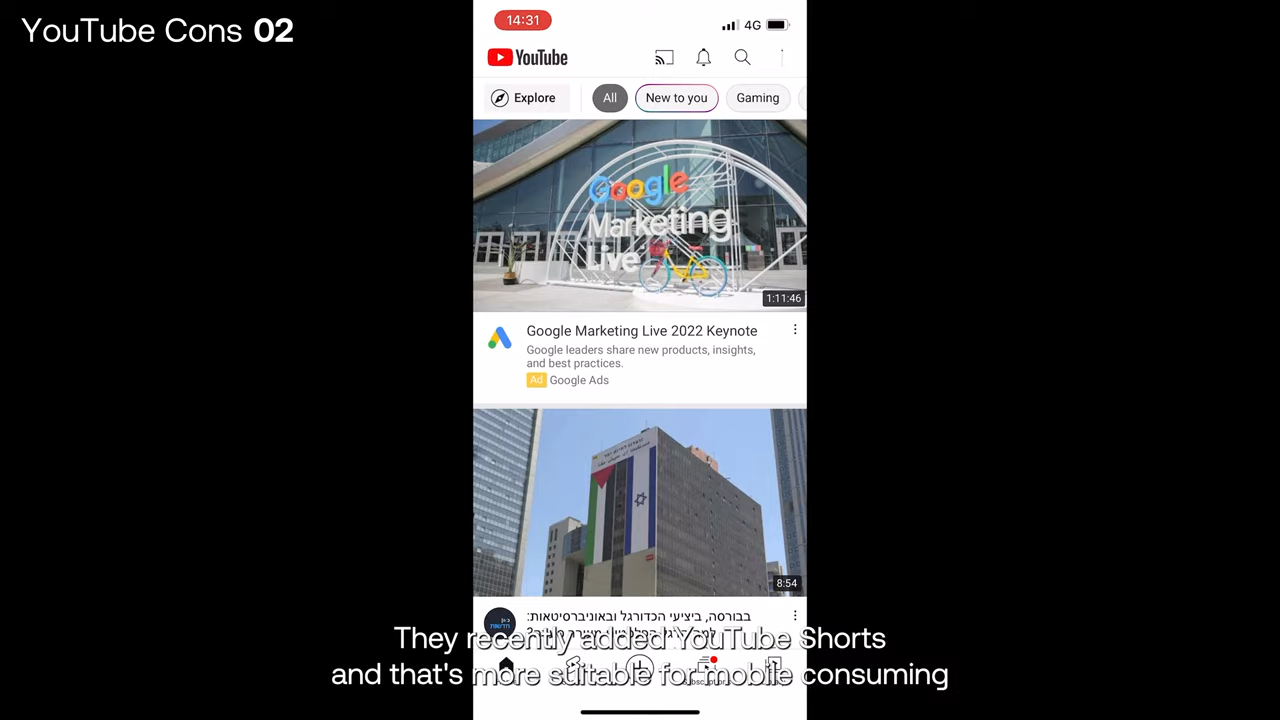 YouTube Cons 02
14:31
4G
YouTube
Explore
All
New to you
Gaming
Google
Marketing
Live
1:11:46
Google Marketing Live 2022 Keynote
Google leaders share new products, insights,
and best practices.
Ad Google Ads
8:54
בבורסה, ביציעי הכדורגל ובאוניברסיטאות:
They recently added YouTube Shorts
and that's more suitable for mobile consuming